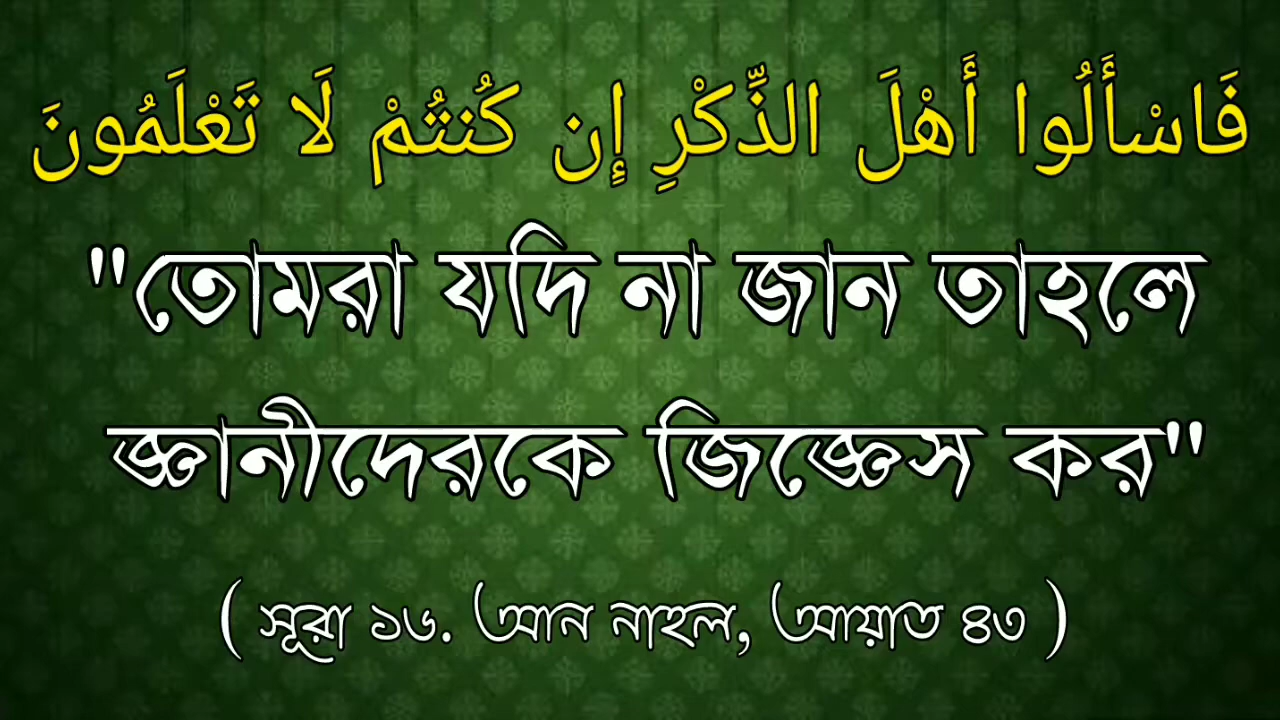 فَاسْأَلُوا أَهْلَ الذِّكْرِ إِن كُنتُمْ لَا تَعْلَمُونَ
"তোমরা যদি না জান তাহলে
জ্ঞানীদেরকে জিজ্ঞেস কর"
( সূরা ১৬. আন নাহল, আয়াত ৪৩ )